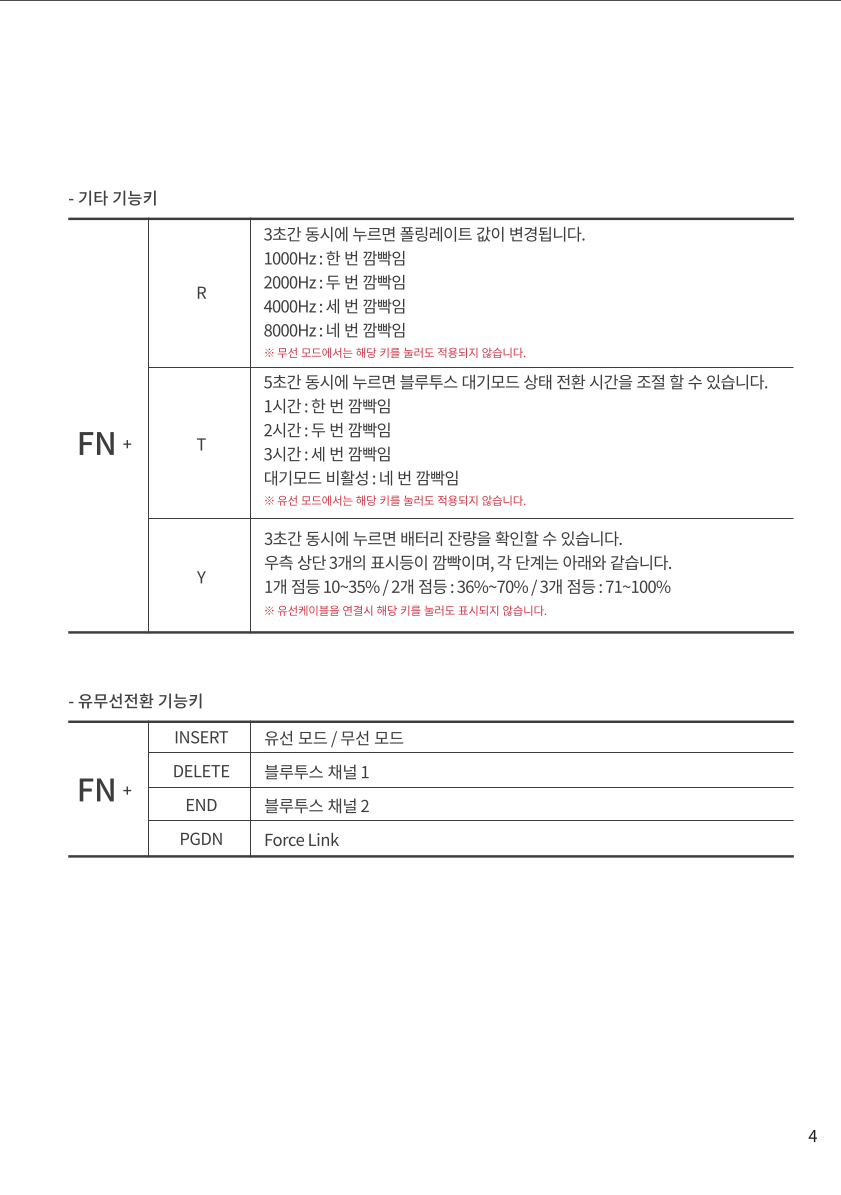 - 기타 기능키
FN +
R
3초간 동시에 누르면 폴링레이트 값이 변경됩니다.
1000Hz : 한 번 깜빡임
2000Hz : 두 번 깜빡임
4000Hz : 세 번 깜빡임
8000Hz : 네 번 깜빡임
※ 무선 모드에서는 해당 키를 눌러도 적용되지 않습니다.
T
5초간 동시에 누르면 블루투스 대기모드 상태 전환 시간을 조절 할 수 있습니다.
1시간 : 한 번 깜빡임
2시간 : 두 번 깜빡임
3시간 : 세 번 깜빡임
대기모드 비활성 : 네 번 깜빡임
※ 유선 모드에서는 해당 키를 눌러도 적용되지 않습니다.
Y
3초간 동시에 누르면 배터리 잔량을 확인할 수 있습니다.
우측 상단 3개의 표시등이 깜빡이며, 각 단계는 아래와 같습니다.
1개 점등 10~35% / 2개 점등 : 36%~70% / 3개 점등 : 71~100%
※ 유선케이블을 연결시 해당 키를 눌러도 표시되지 않습니다.
- 유무선전환 기능키
FN +
INSERT
유선 모드 / 무선 모드
DELETE
블루투스 채널 1
END
블루투스 채널 2
PGDN
Force Link
4